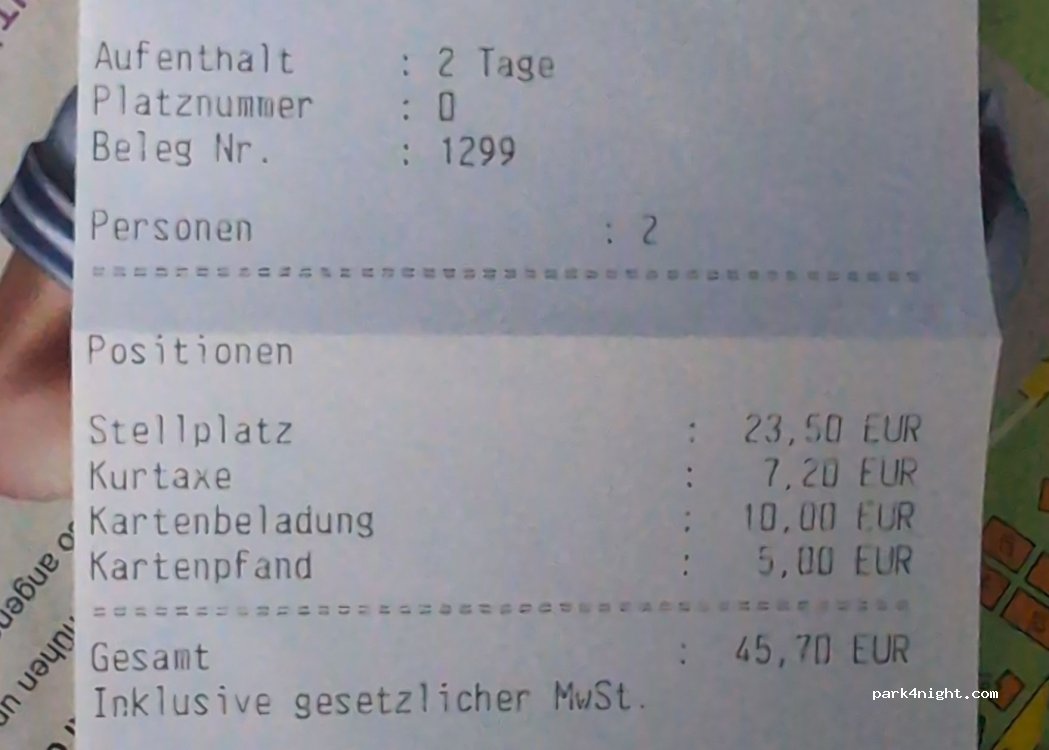 Aufenthalt : 2 Tage
Platznummer : 0
Beleg Nr. : 1299
Personen : 2
=========================================
Positionen
Stellplatz : 23,50 EUR
Kurtaxe : 7,20 EUR
Kartenbeladung : 10,00 EUR
Kartenpfand : 5,00 EUR
=========================================
Gesamt : 45,70 EUR
Inklusive gesetzlicher MwSt.
park4night.com